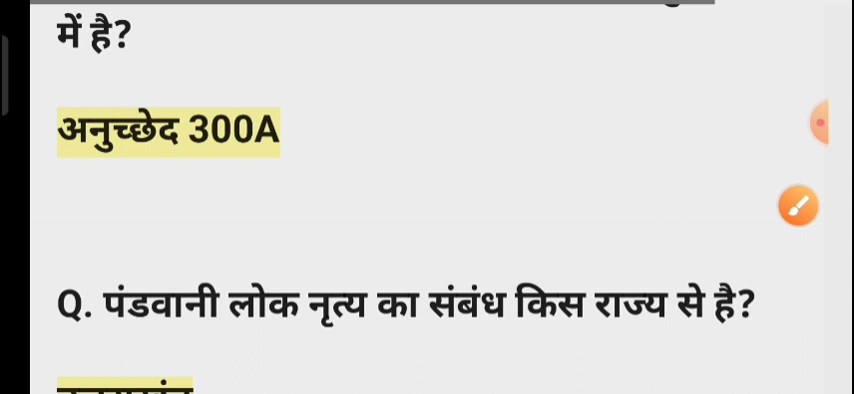 में है?
अनुच्छेद 300A
Q. पंडवानी लोक नृत्य का संबंध किस राज्य से है?